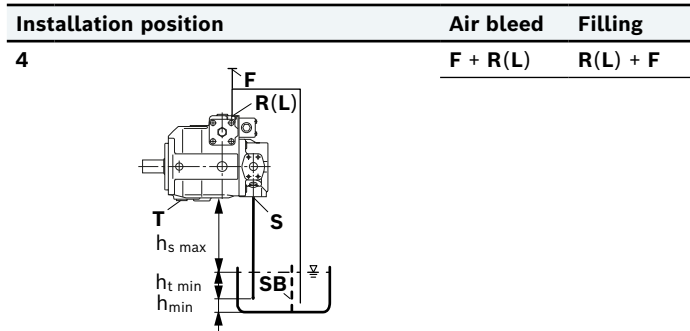 Installation position Air bleed Filling
4 F + R(L) R(L) + F
F
R(L)
T
S
hs max
ht min
SB
hmin